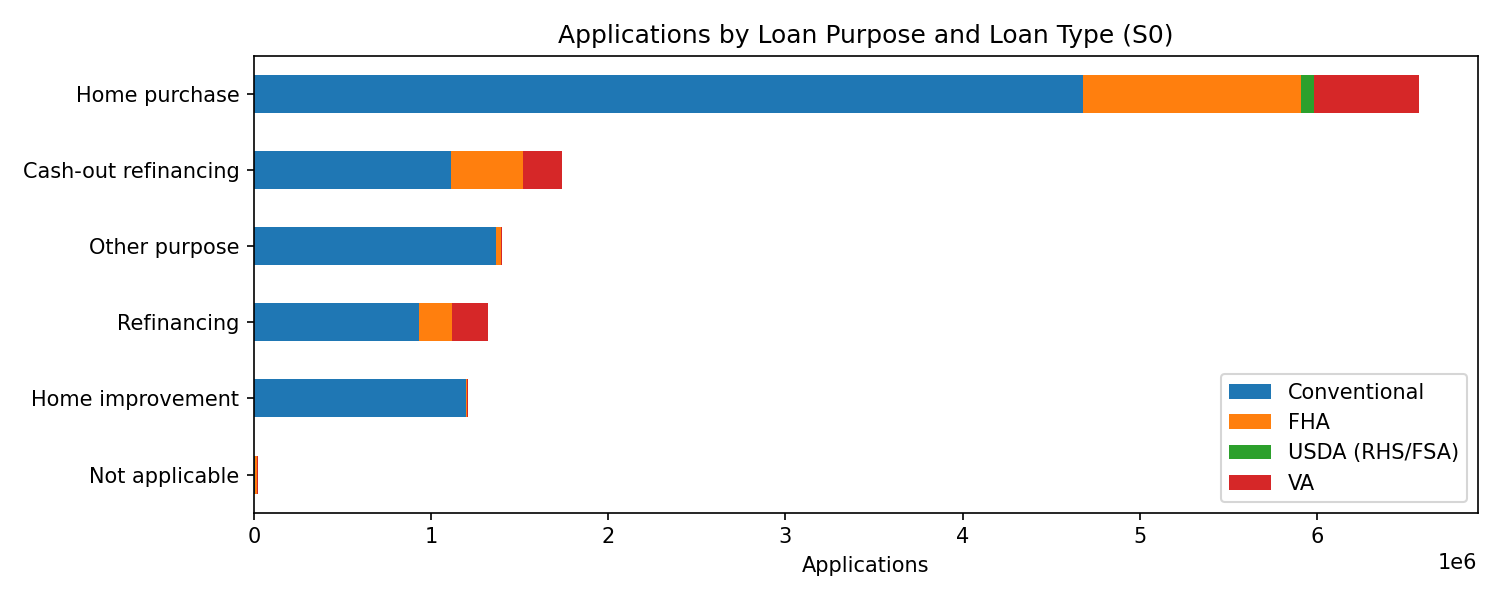 Applications by Loan Purpose and Loan Type (S0)
Home purchase
Cash-out refinancing
Other purpose
Refinancing
Home improvement
Not applicable
Conventional
FHA
USDA (RHS/FSA)
VA
0 1 2 3 4 5 6
1e6
Applications